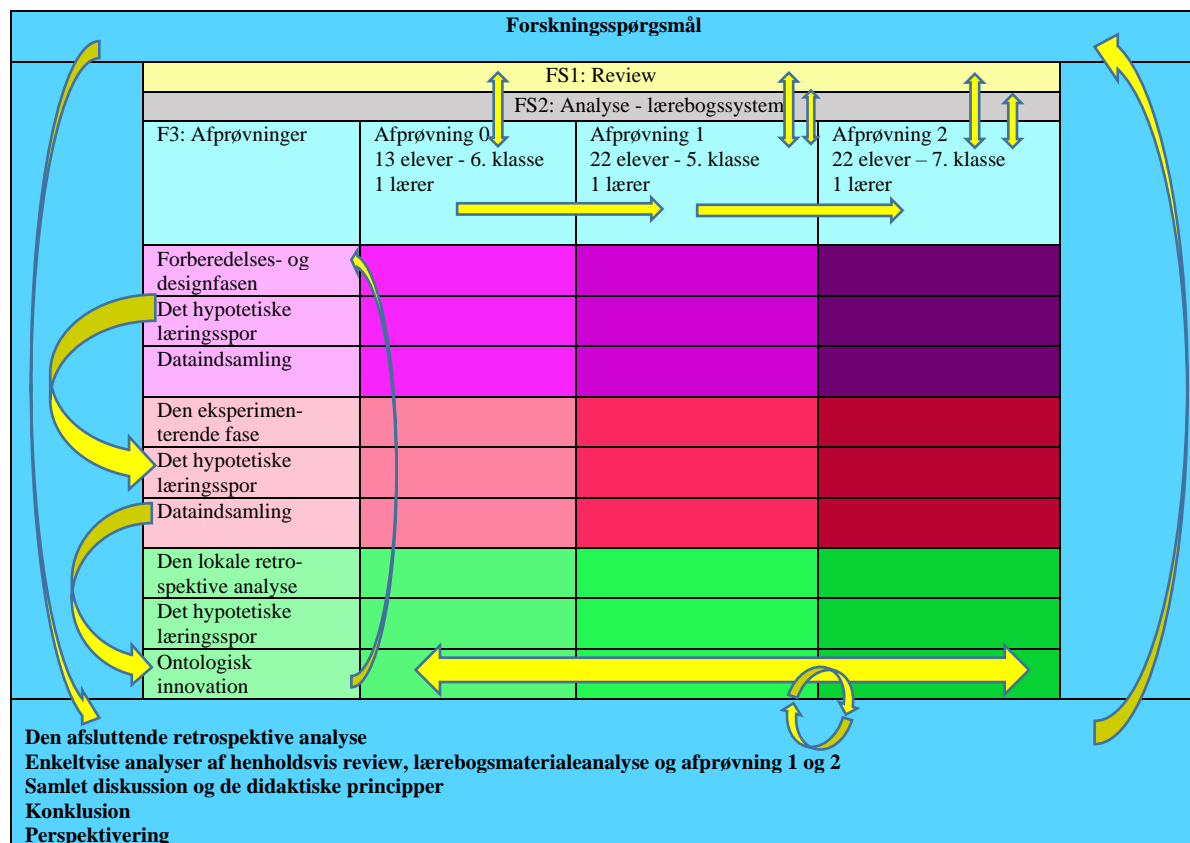 Forskningsspørgsmål
FS1: Review
FS2: Analyse - lærebogssystem
F3: Afprøvninger
Afprøvning 0
13 elever - 6. klasse
1 lærer
Afprøvning 1
22 elever - 5. klasse
1 lærer
Afprøvning 2
22 elever – 7. klasse
1 lærer
Forberedelses- og
designfasen
Det hypotetiske
læringsspor
Dataindsamling
Den eksperimen-
terende fase
Det hypotetiske
læringsspor
Dataindsamling
Den lokale retro-
spektive analyse
Det hypotetiske
læringsspor
Ontologisk
innovation
Den afsluttende retrospektive analyse
Enkeltvise analyser af henholdsvis review, lærebogsmaterialeanalyse og afprøvning 1 og 2
Samlet diskussion og de didaktiske principper
Konklusion
Perspektivering